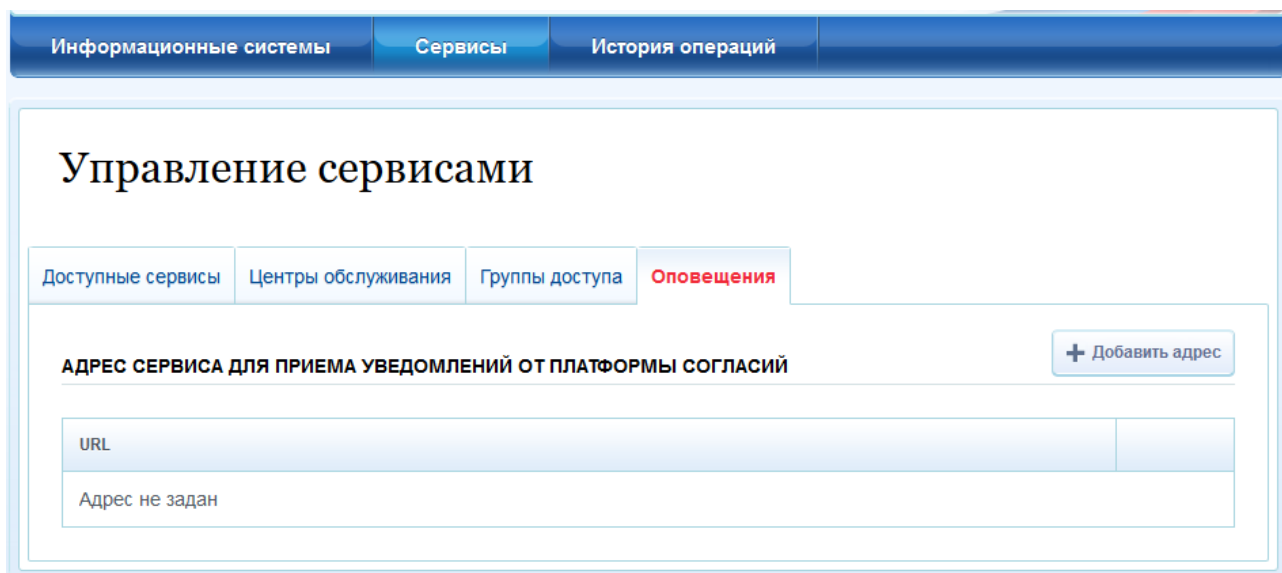 Информационные системы Сервисы История операций
Управление сервисами
Доступные сервисы Центры обслуживания Группы доступа Оповещения
АДРЕС СЕРВИСА ДЛЯ ПРИЕМА УВЕДОМЛЕНИЙ ОТ ПЛАТФОРМЫ СОГЛАСИЙ
+ Добавить адрес
URL
Адрес не задан